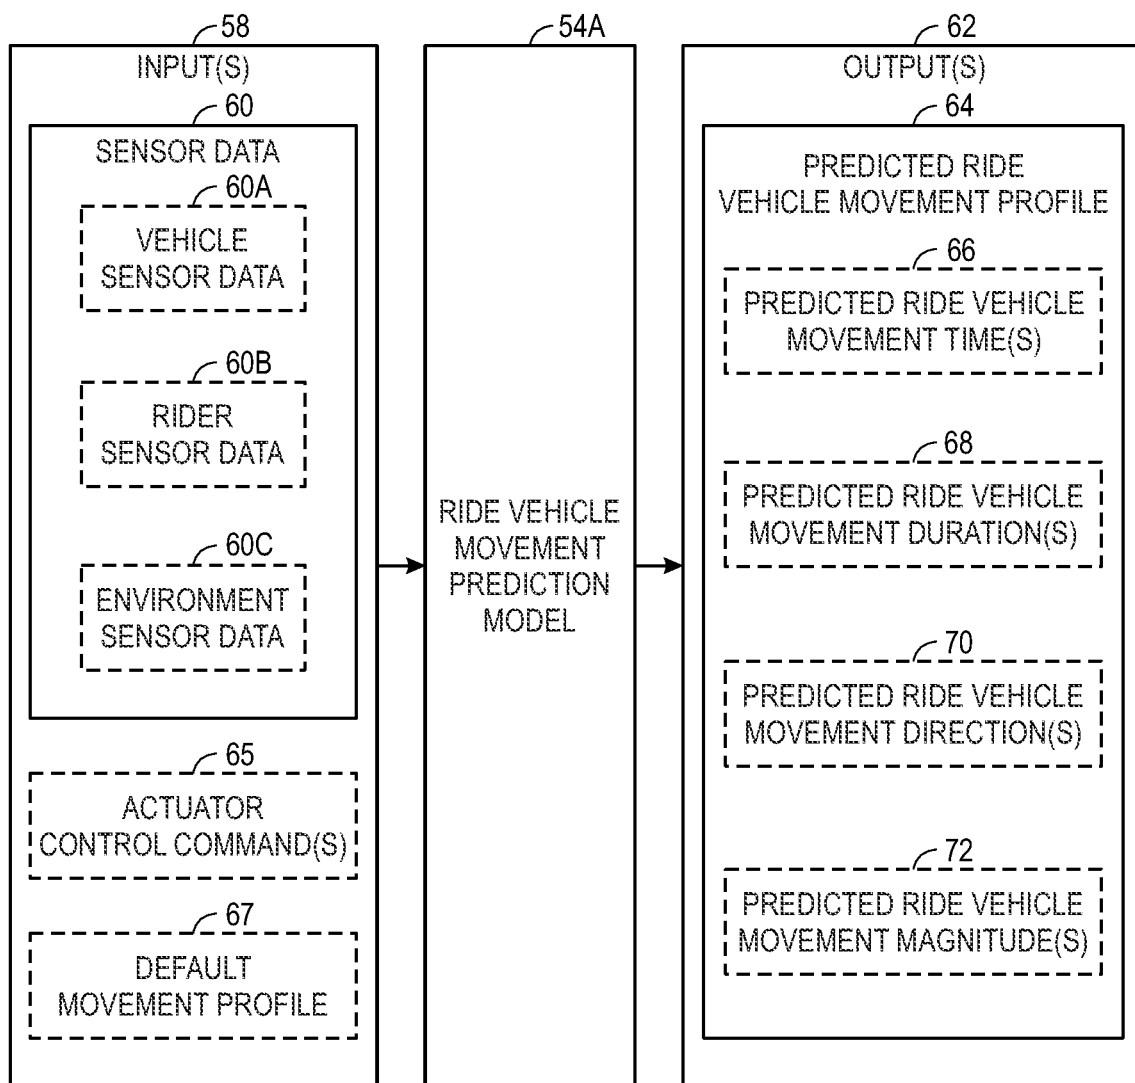 58
INPUT(S)
60
SENSOR DATA
60A
VEHICLE
SENSOR DATA
60B
RIDER
SENSOR DATA
60C
ENVIRONMENT
SENSOR DATA
65
ACTUATOR
CONTROL COMMAND(S)
67
DEFAULT
MOVEMENT PROFILE
54A
RIDE VEHICLE
MOVEMENT
PREDICTION
MODEL
62
OUTPUT(S)
64
PREDICTED RIDE
VEHICLE MOVEMENT PROFILE
66
PREDICTED RIDE VEHICLE
MOVEMENT TIME(S)
68
PREDICTED RIDE VEHICLE
MOVEMENT DURATION(S)
70
PREDICTED RIDE VEHICLE
MOVEMENT DIRECTION(S)
72
PREDICTED RIDE VEHICLE
MOVEMENT MAGNITUDE(S)